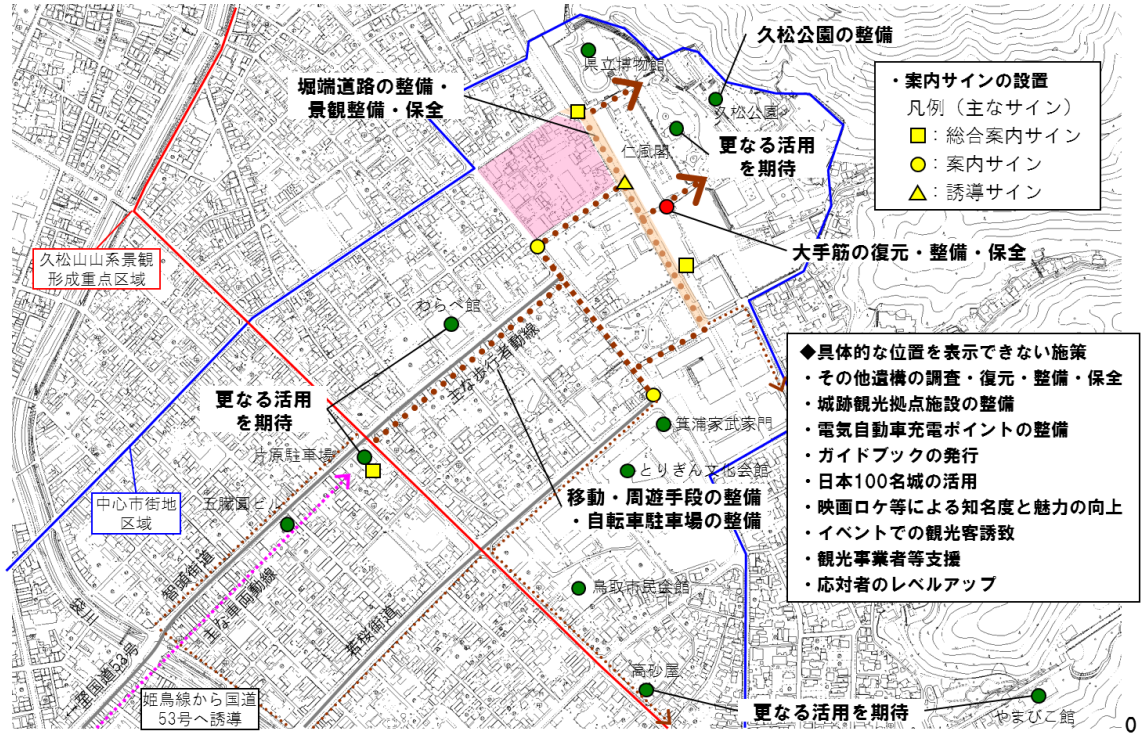 久松公園の整備
県立博物館
堀端道路の整備・
景観整備・保全
・案内サインの設置
凡例（主なサイン）
：総合案内サイン
：案内サイン
：誘導サイン
久松公園
更なる活用
を期待
仁風閣
大手筋の復元・整備・保全
久松山山系景観
形成重点区域
わらべ館
主な歩行者動線
◆具体的な位置を表示できない施策
・その他遺構の調査・復元・整備・保全
・城跡観光拠点施設の整備
・電気自動車充電ポイントの整備
・ガイドブックの発行
・日本100名城の活用
・映画ロケ等による知名度と魅力の向上
・イベントでの観光客誘致
・観光事業者等支援
・応対者のレベルアップ
更なる活用
を期待
片原駐車場
箕浦家武家門
とりぎん文化会館
移動・周遊手段の整備
・自転車駐車場の整備
中心市街地
区域
五臓圓ビル
智頭街道
主な車両動線
若桜街道
至国道53号
鳥取市民会館
高砂屋
姫鳥線から国道
53号へ誘導
更なる活用を期待
やまびこ館
0